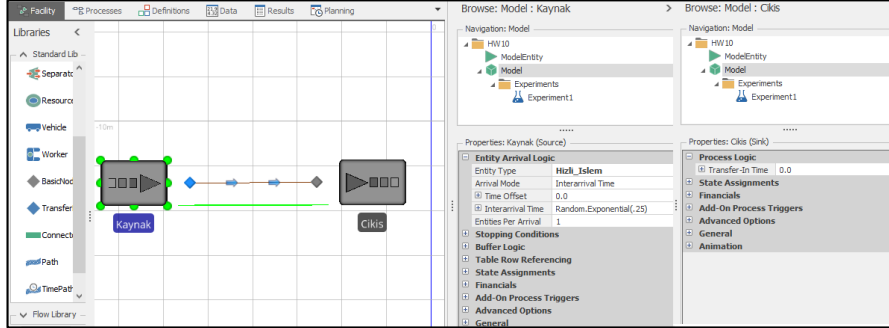 Facility
Processes
Definitions
Data
Results
Planning
Libraries
Standard Lib
Separato
Resource
Vehicle
Worker
BasicNod
Transfer
Connecto
Path
TimePath
Flow Library
0
-10m
Kaynak
Cikis
Browse: Model : Kaynak
Navigation: Model
HW10
ModelEntity
Model
Experiments
Experiment1
Properties: Kaynak (Source)
Entity Arrival Logic
Entity Type Hizli_Islem
Arrival Mode Interarrival Time
Time Offset 0.0
Interarrival Time Random.Exponential(.25)
Entities Per Arrival 1
Stopping Conditions
Buffer Logic
Table Row Referencing
State Assignments
Financials
Add-On Process Triggers
Advanced Options
General
Browse: Model : Cikis
Navigation: Model
HW10
ModelEntity
Model
Experiments
Experiment1
Properties: Cikis (Sink)
Process Logic
Transfer-In Time 0.0
State Assignments
Financials
Add-On Process Triggers
Advanced Options
General
Animation